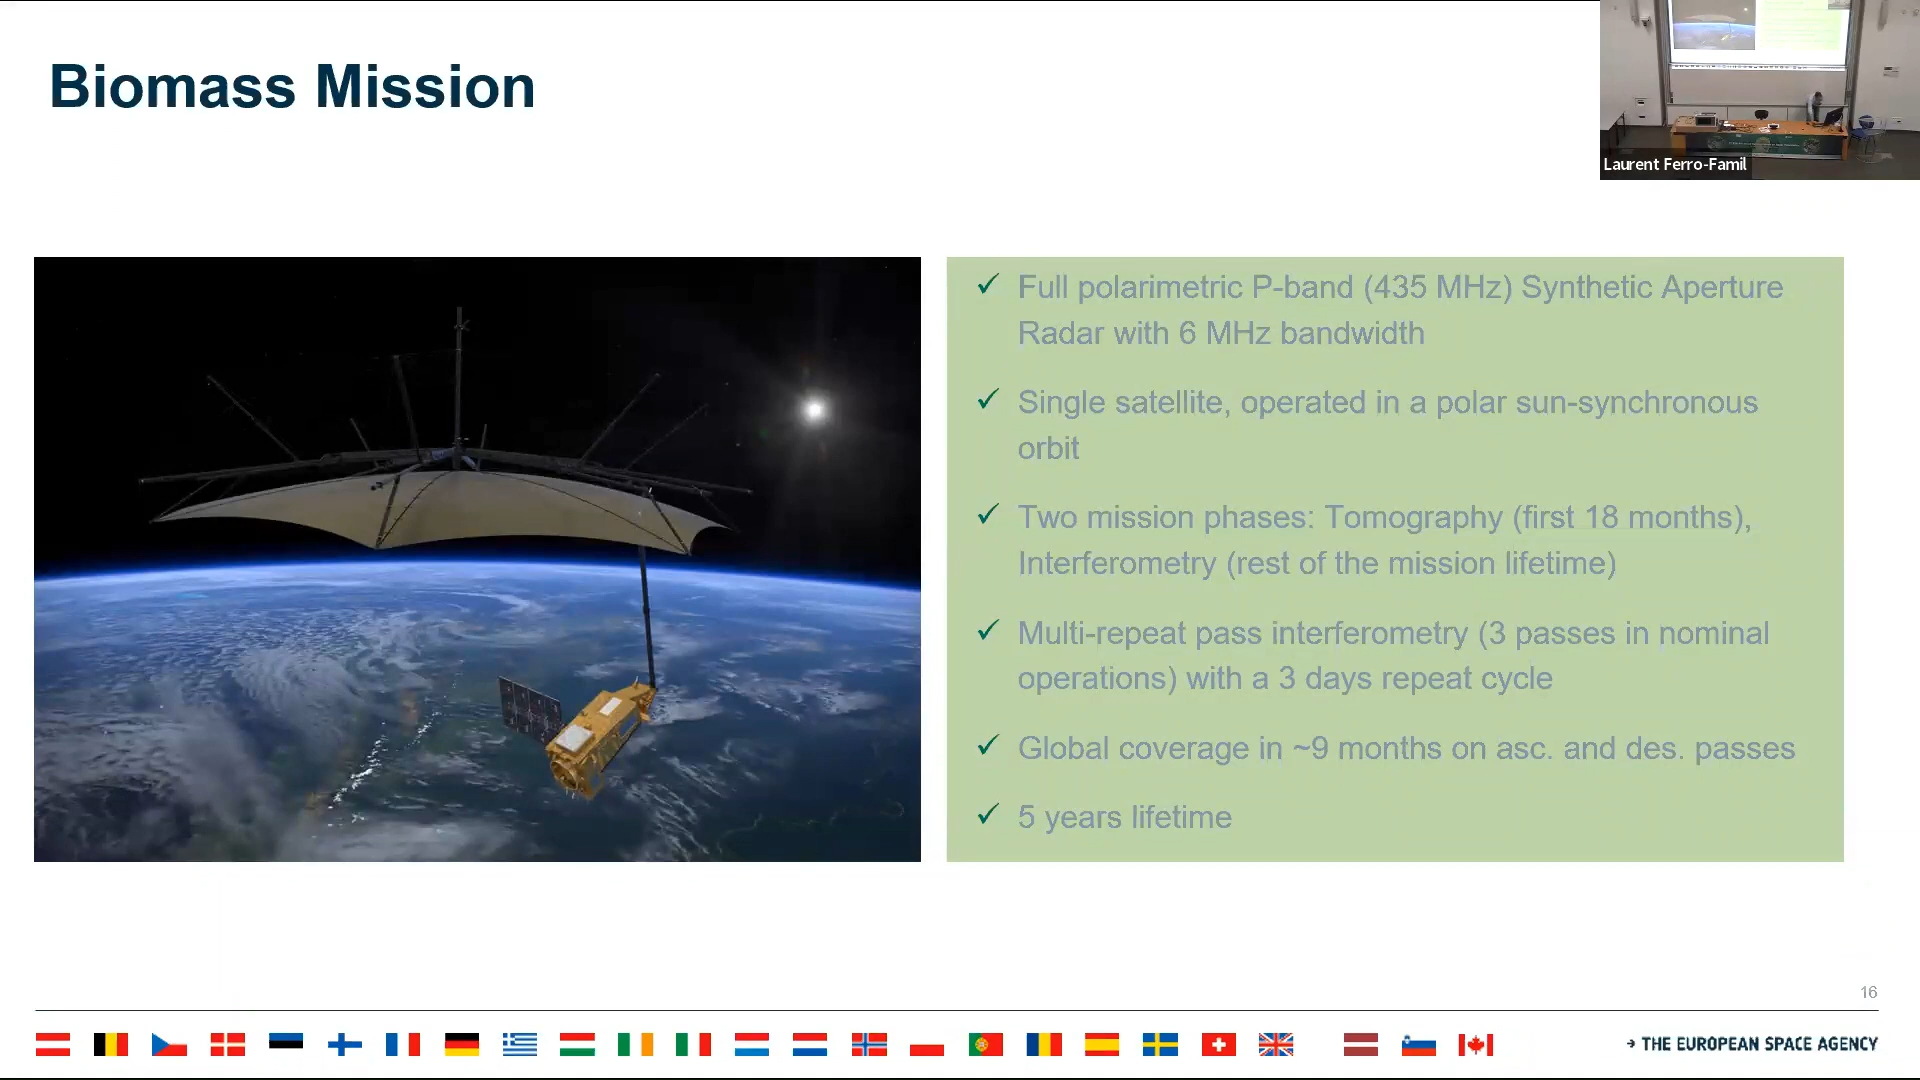 Biomass Mission
Laurent Ferro-Famil
✓ Full polarimetric P-band (435 MHz) Synthetic Aperture
Radar with 6 MHz bandwidth
✓ Single satellite, operated in a polar sun-synchronous
orbit
✓ Two mission phases: Tomography (first 18 months),
Interferometry (rest of the mission lifetime)
✓ Multi-repeat pass interferometry (3 passes in nominal
operations) with a 3 days repeat cycle
✓ Global coverage in ~9 months on asc. and des. passes
✓ 5 years lifetime
16
→ THE EUROPEAN SPACE AGENCY